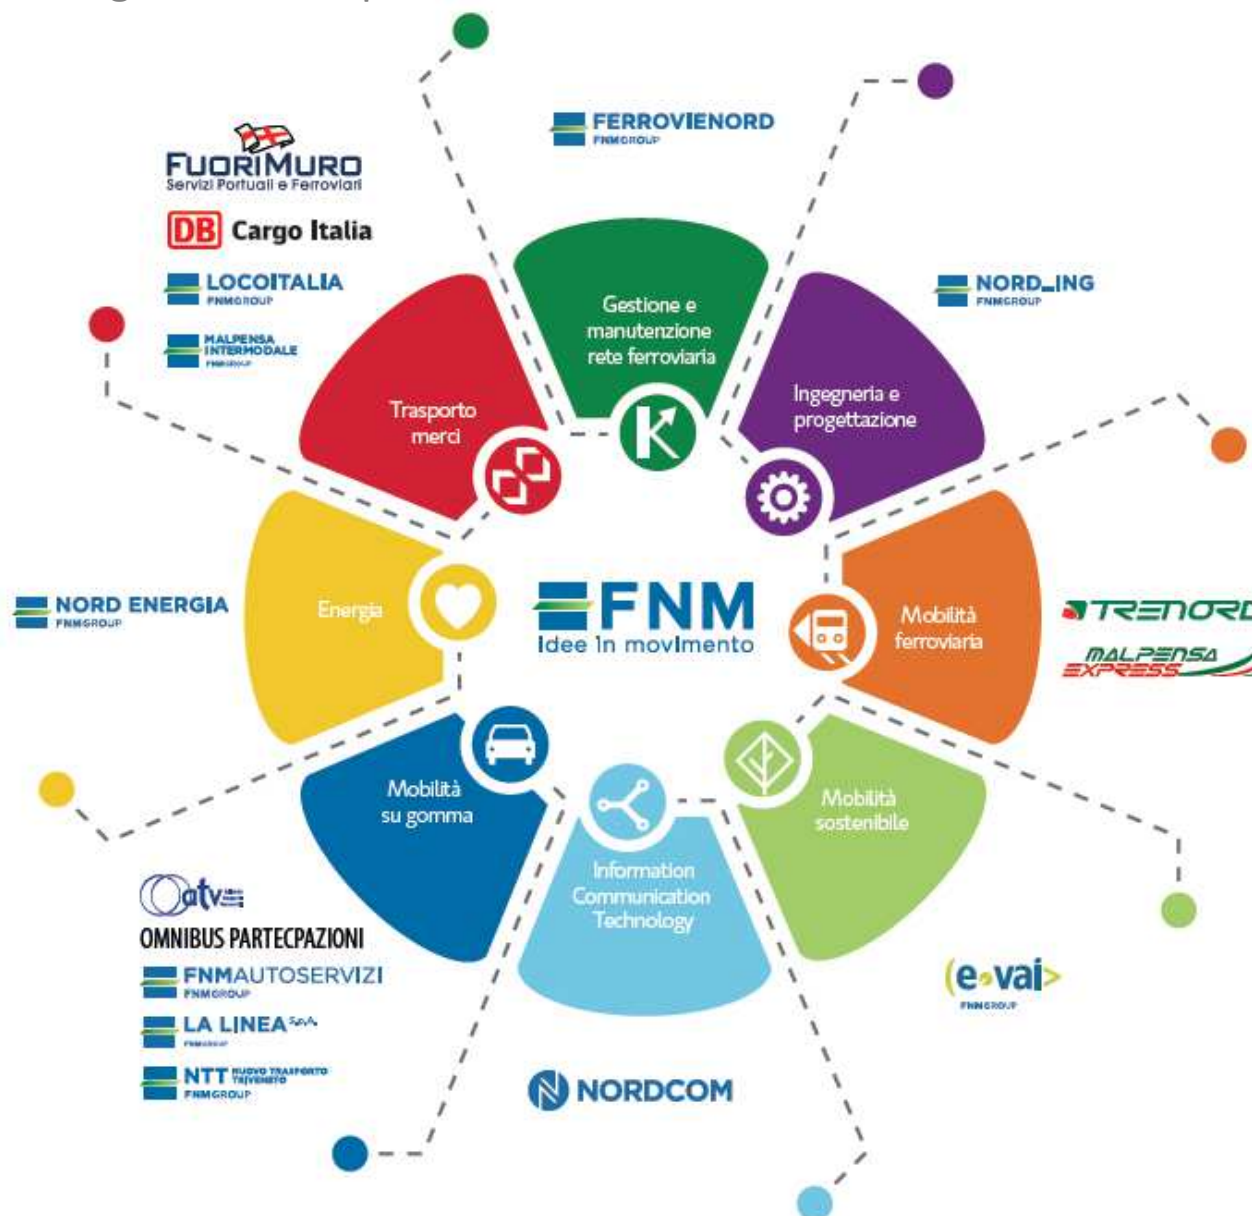 FERROVIENORD
FNMGROUP
FUORIMURO
Servizi Portuali e Ferroviari
DB Cargo Italia
LOCOITALIA
FNMGROUP
MALPENSA
INTERMODALE
FNMGROUP
NORD_ING
FNMGROUP
Gestione e
manutenzione
rete ferroviaria
Ingegneria e
progettazione
Trasporto
merci
NORD ENERGIA
FNMGROUP
Energia
FNM
Idee in movimento
Mobilità
ferroviaria
TRENORD
MALPENSA
EXPRESS
Mobilità
su gomma
Mobilità
sostenibile
Information
Communication
Technology
atv
OMNIBUS PARTECPAZIONI
FNMAUTOSERVIZI
FNMGROUP
LA LINEA S.p.A.
FNMGROUP
NTT NUOVO TRASPORTO
TRIVENETO
FNMGROUP
e-vai
FNMGROUP
NORDCOM